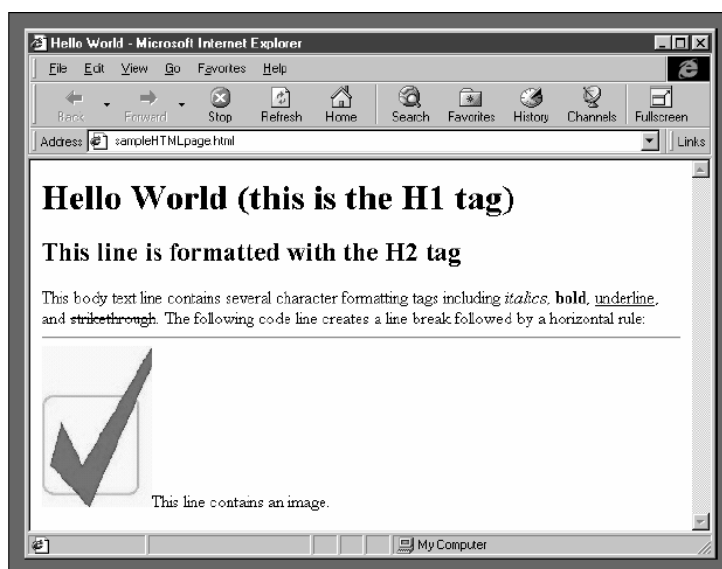 Hello World - Microsoft Internet Explorer
File Edit View Go Favorites Help
Back Forward Stop Refresh Home Search Favorites History Channels Fullscreen
Address sampleHTMLpage.html Links
Hello World (this is the H1 tag)
This line is formatted with the H2 tag
This body text line contains several character formatting tags including italics, bold, underline,
and strikethrough. The following code line creates a line break followed by a horizontal rule:
This line contains an image.
My Computer